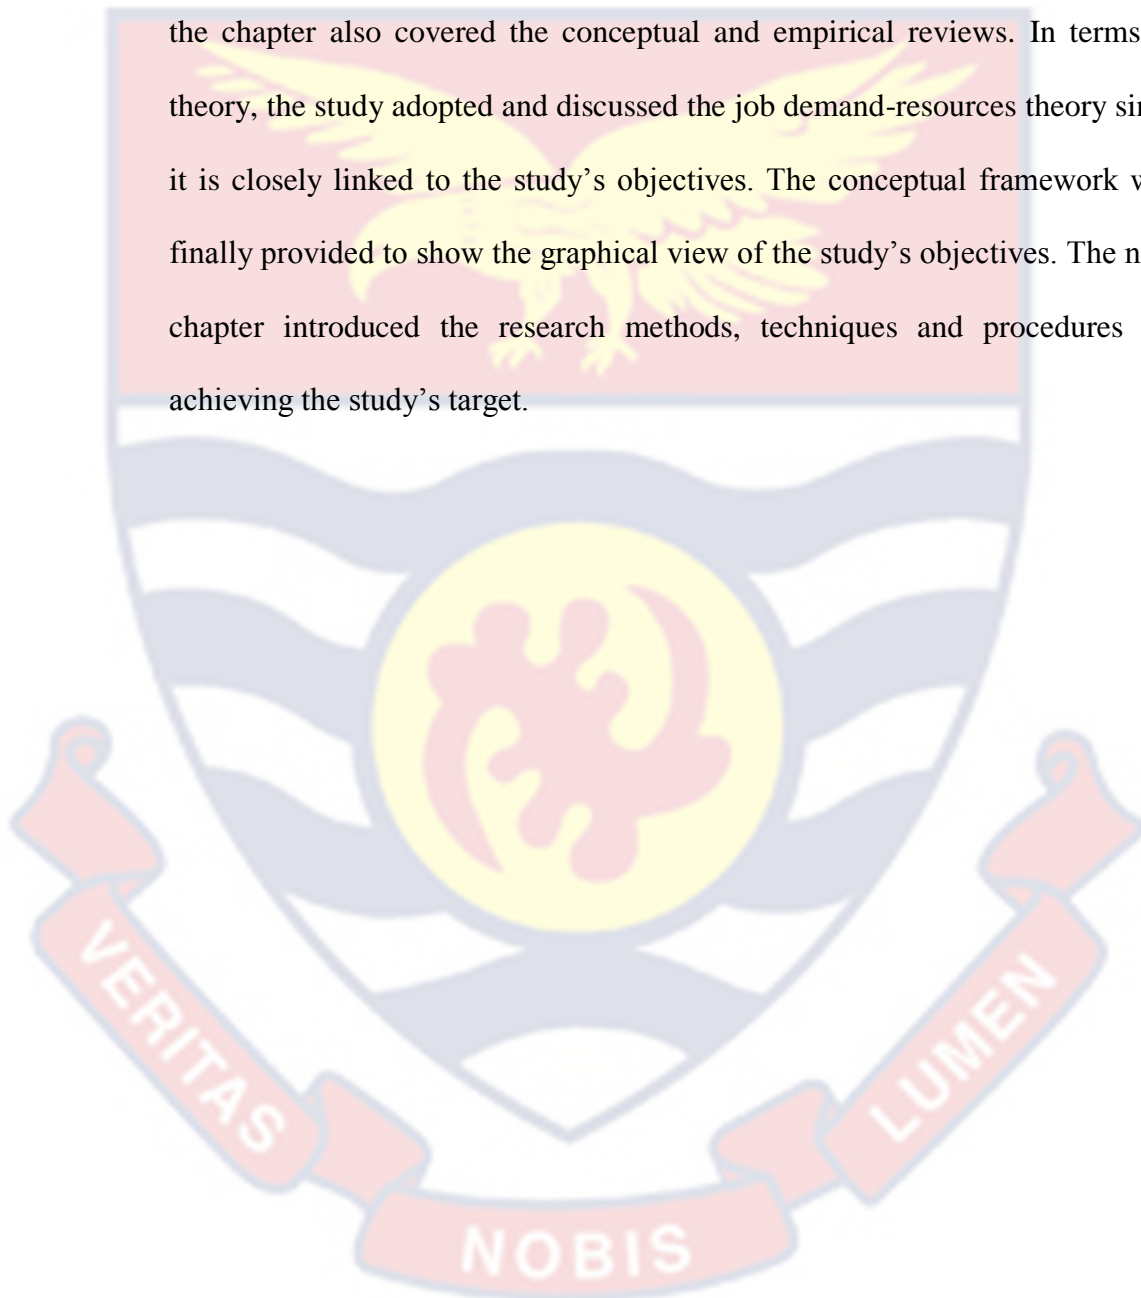 the chapter also covered the conceptual and empirical reviews. In terms
theory, the study adopted and discussed the job demand-resources theory
it is closely linked to the study’s objectives. The conceptual framework
finally provided to show the graphical view of the study’s objectives. The
chapter introduced the research methods, techniques and procedures
achieving the study’s target.
VERITAS
NOBIS
LUMEN